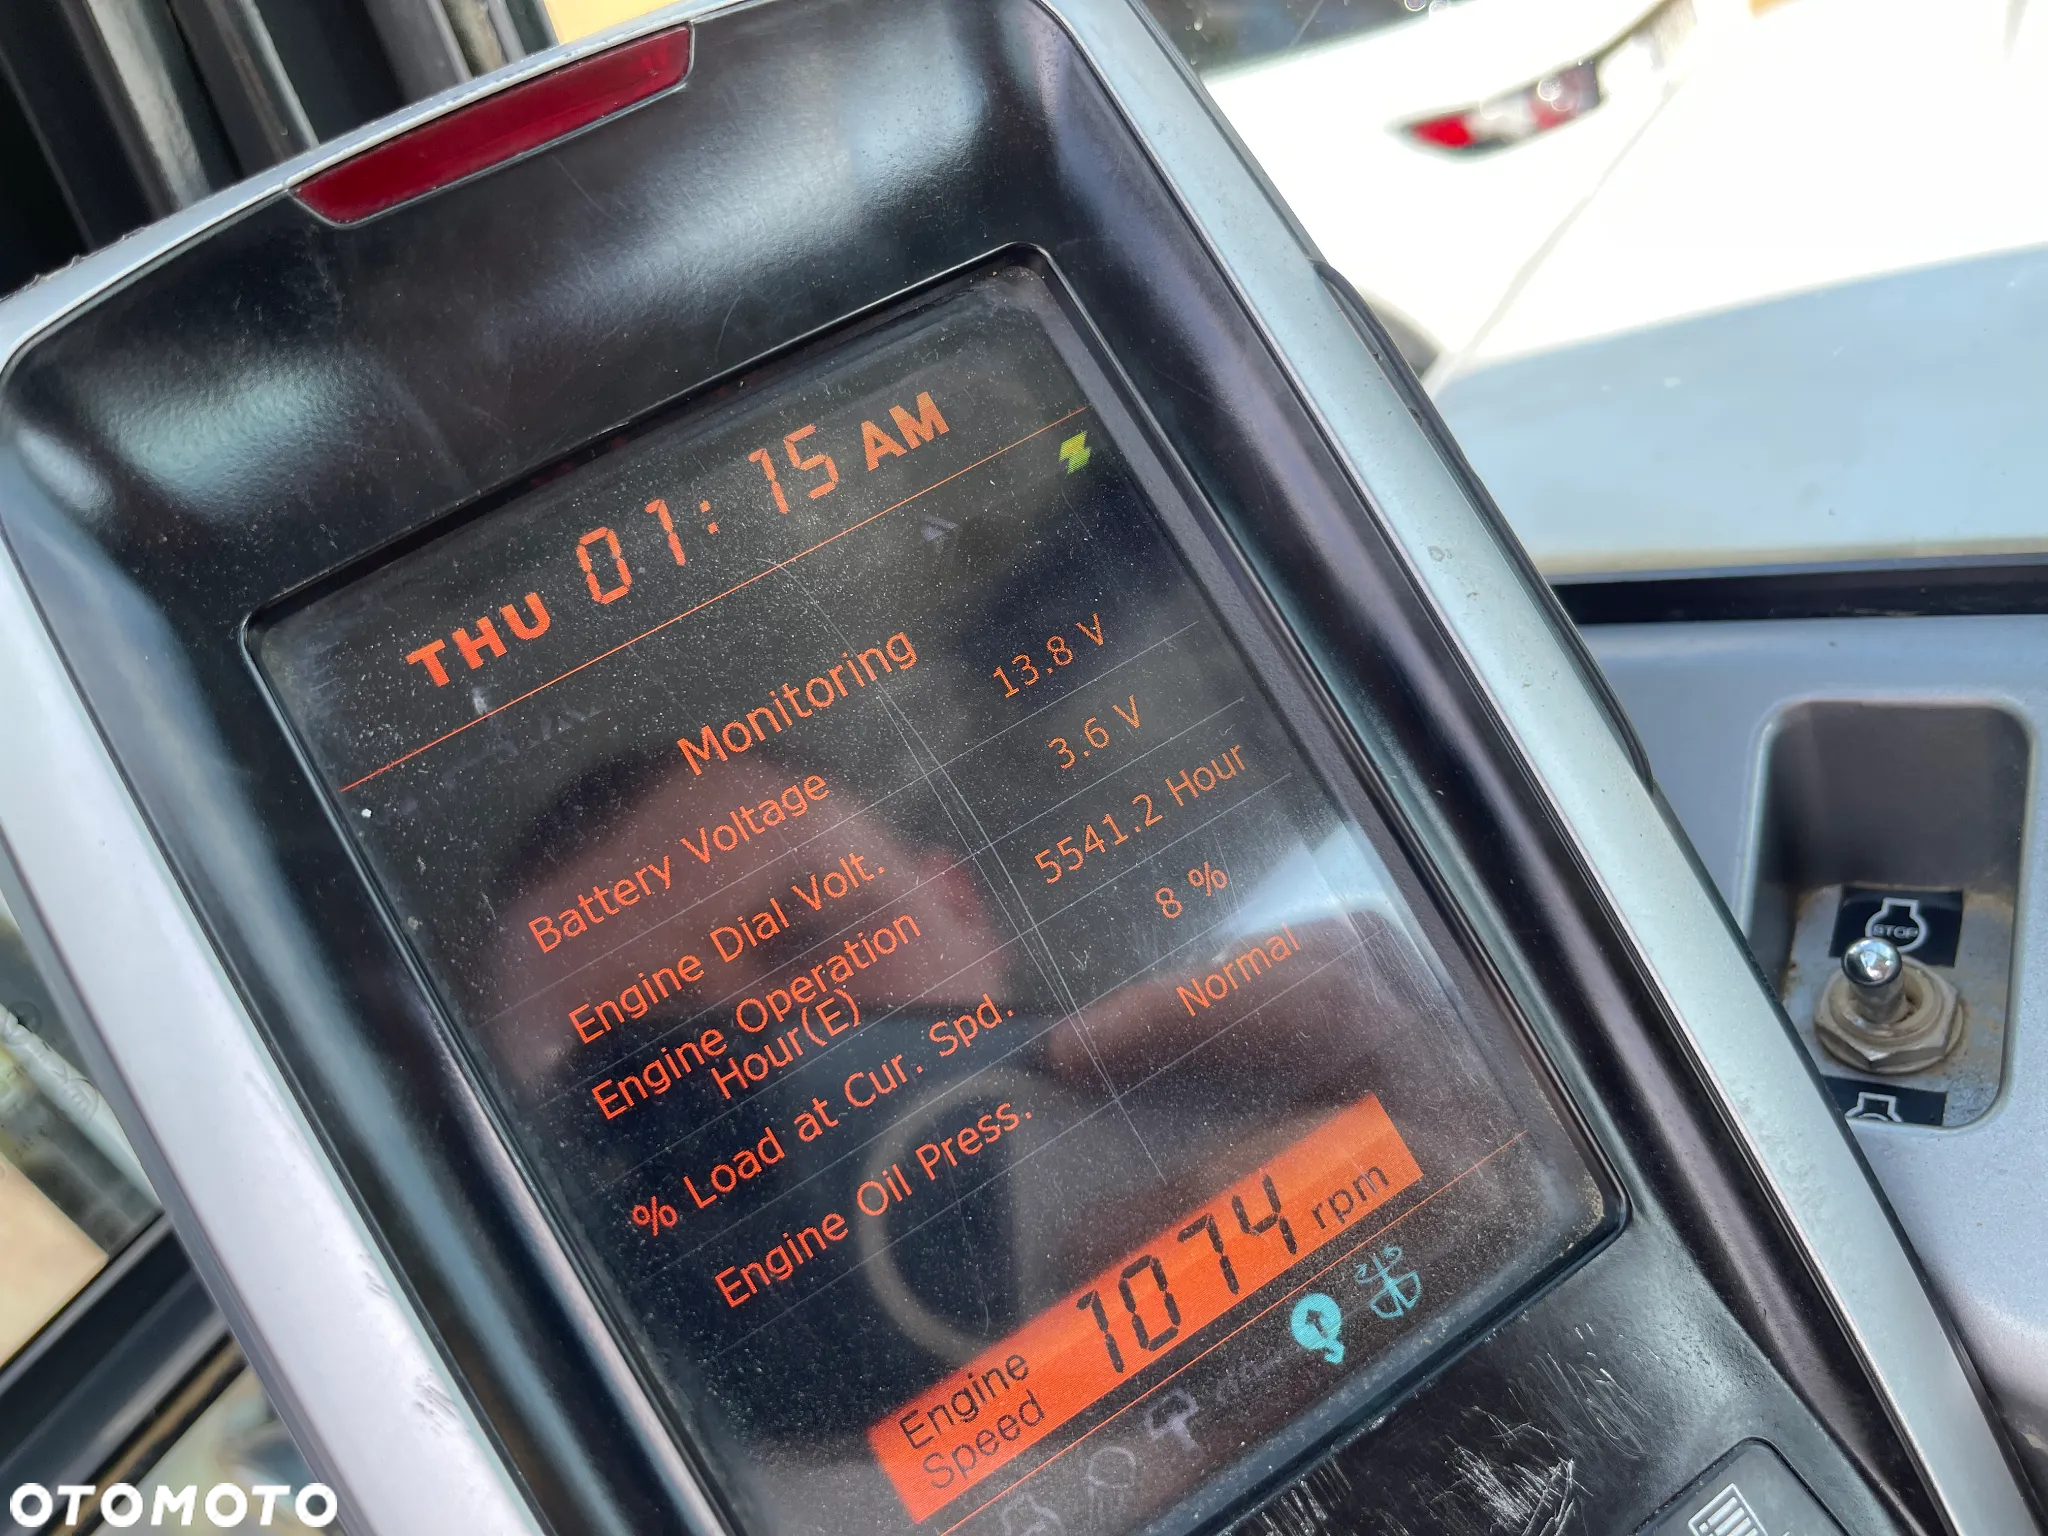 THU 01:15 AM
Monitoring
Battery Voltage 13.8 V
Engine Dial Volt. 3.6 V
Engine Operation Hour(E) 5541.2 Hour
% Load at Cur. Spd. 8 %
Engine Oil Press. Normal
Engine Speed 1074 rpm
STOP
OTOMOTO